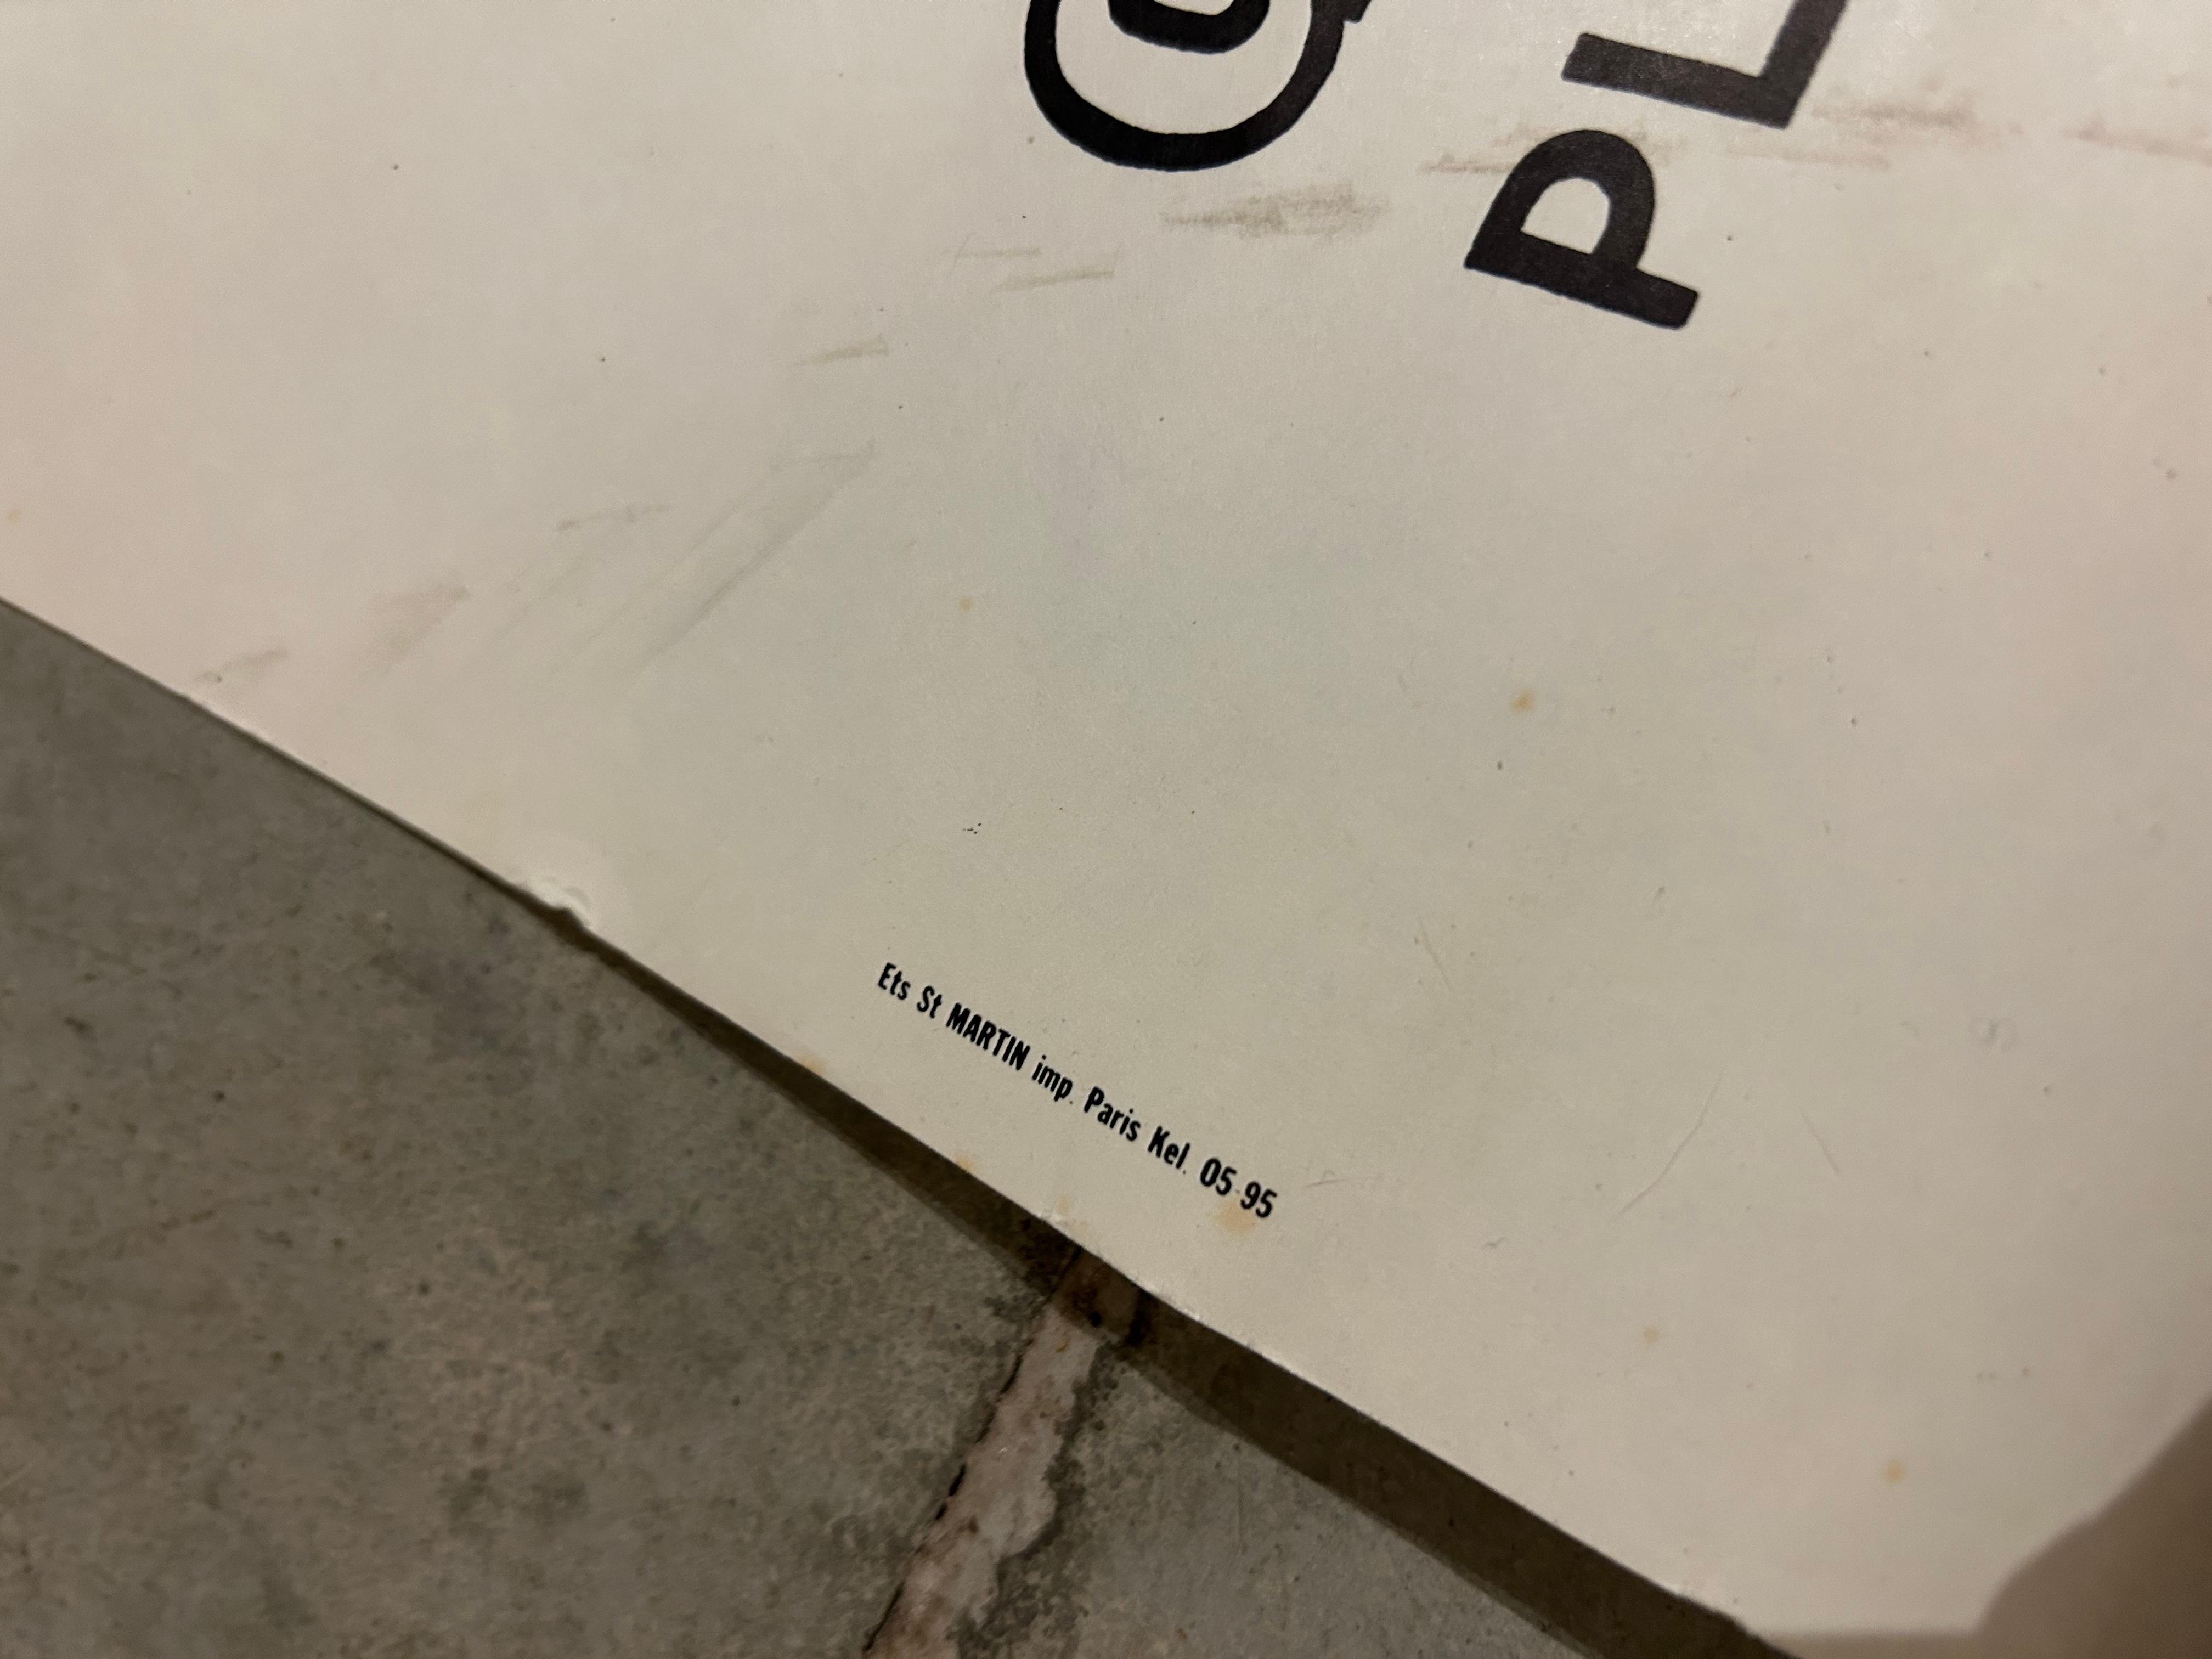 PL
Ets St MARTIN imp. Paris Kel. 05-95